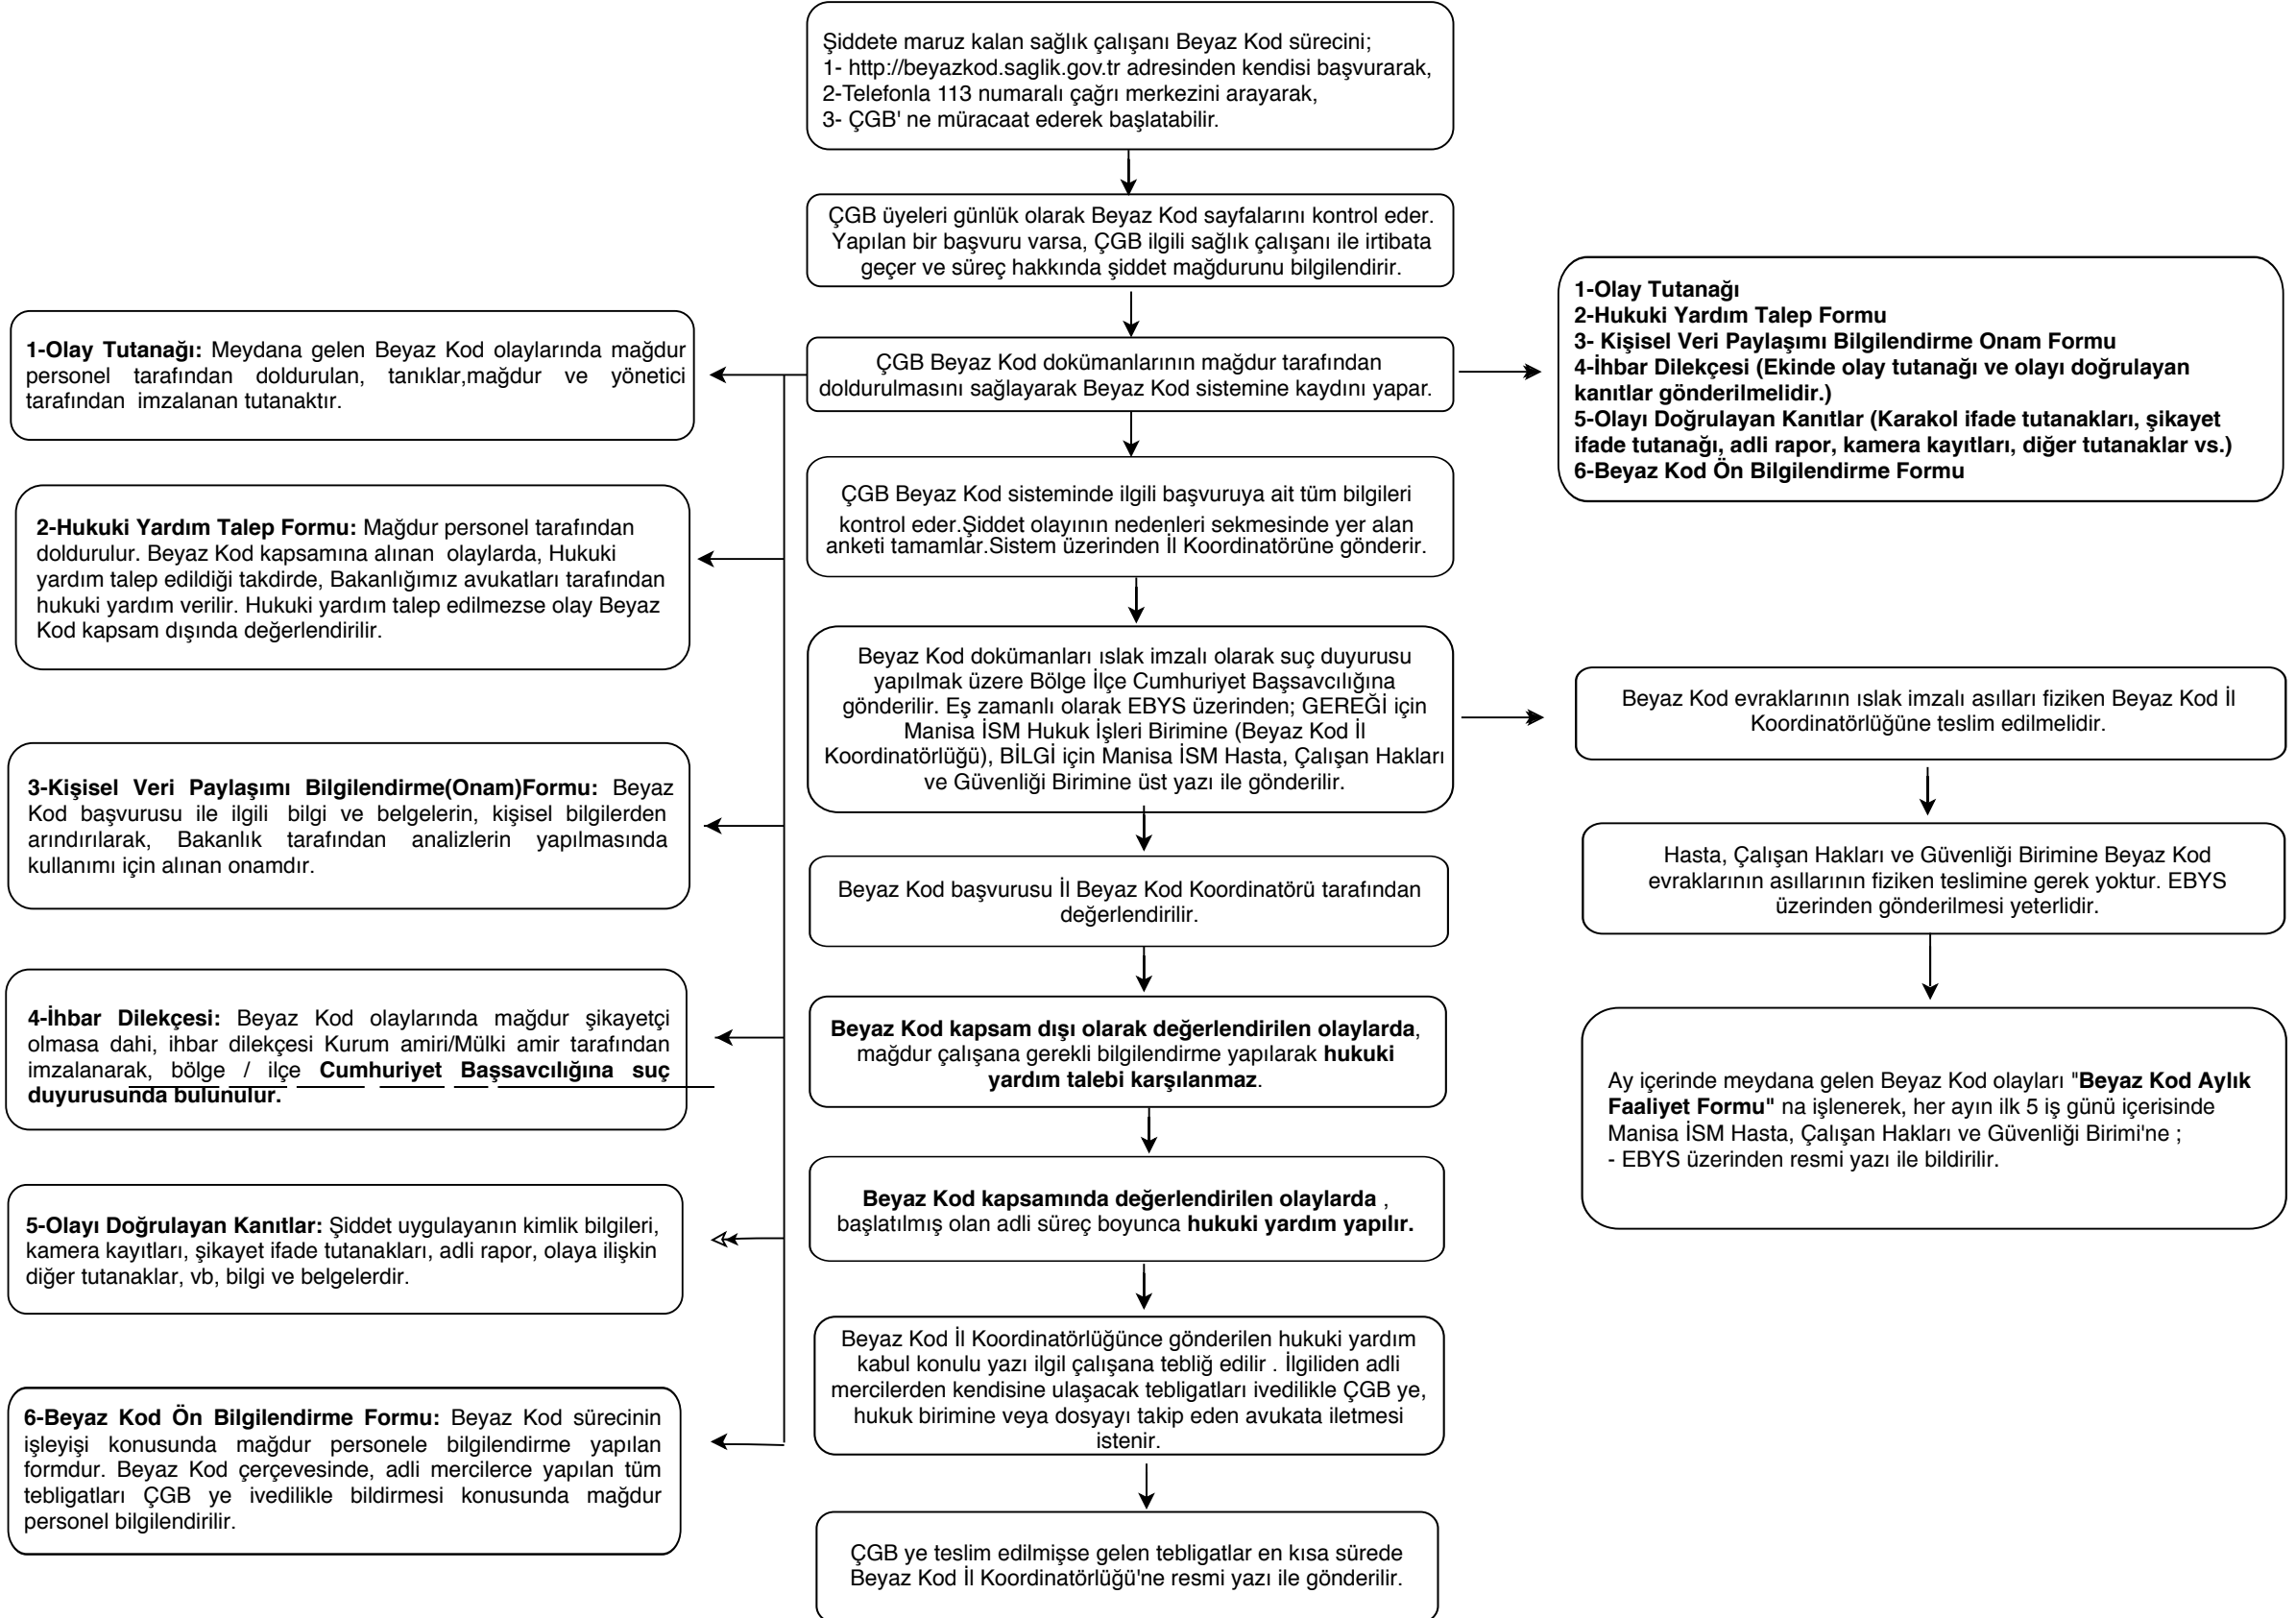 Şiddete maruz kalan sağlık çalışanı Beyaz Kod sürecini;
1- http://beyazkod.saglik.gov.tr adresinden kendisi başvurarak,
2-Telefonla 113 numaralı çağrı merkezini arayarak,
3- ÇGB' ne müracaat ederek başlatabilir.
ÇGB üyeleri günlük olarak Beyaz Kod sayfalarını kontrol eder.
Yapılan bir başvuru varsa, ÇGB ilgili sağlık çalışanı ile irtibata
geçer ve süreç hakkında şiddet mağdurunu bilgilendirir.
ÇGB Beyaz Kod dokümanlarının mağdur tarafından
doldurulmasını sağlayarak Beyaz Kod sistemine kaydını yapar.
1-Olay Tutanağı
2-Hukuki Yardım Talep Formu
3- Kişisel Veri Paylaşımı Bilgilendirme Onam Formu
4-İhbar Dilekçesi (Ekinde olay tutanağı ve olayı doğrulayan
kanıtlar gönderilmelidir.)
5-Olayı Doğrulayan Kanıtlar (Karakol ifade tutanakları, şikayet
ifade tutanağı, adli rapor, kamera kayıtları, diğer tutanaklar vs.)
6-Beyaz Kod Ön Bilgilendirme Formu
1-Olay Tutanağı: Meydana gelen Beyaz Kod olaylarında mağdur
personel tarafından doldurulan, tanıklar,mağdur ve yönetici
tarafından imzalanan tutanaktır.
2-Hukuki Yardım Talep Formu: Mağdur personel tarafından
doldurulur. Beyaz Kod kapsamına alınan olaylarda, Hukuki
yardım talep edildiği takdirde, Bakanlığımız avukatları tarafından
hukuki yardım verilir. Hukuki yardım talep edilmezse olay Beyaz
Kod kapsam dışında değerlendirilir.
3-Kişisel Veri Paylaşımı Bilgilendirme(Onam)Formu: Beyaz
Kod başvurusu ile ilgili bilgi ve belgelerin, kişisel bilgilerden
arındırılarak, Bakanlık tarafından analizlerin yapılmasında
kullanımı için alınan onamdır.
4-İhbar Dilekçesi: Beyaz Kod olaylarında mağdur şikayetçi
olmasa dahi, ihbar dilekçesi Kurum amiri/Mülki amir tarafından
imzalanarak, bölge / ilçe Cumhuriyet Başsavcılığına suç
duyurusunda bulunulur.
5-Olayı Doğrulayan Kanıtlar: Şiddet uygulayanın kimlik bilgileri,
kamera kayıtları, şikayet ifade tutanakları, adli rapor, olaya ilişkin
diğer tutanaklar, vb, bilgi ve belgelerdir.
6-Beyaz Kod Ön Bilgilendirme Formu: Beyaz Kod sürecinin
işleyişi konusunda mağdur personele bilgilendirme yapılan
formdur. Beyaz Kod çerçevesinde, adli mercilerce yapılan tüm
tebligatları ÇGB ye ivedilikle bildirmesi konusunda mağdur
personel bilgilendirilir.
ÇGB Beyaz Kod sisteminde ilgili başvuruya ait tüm bilgileri
kontrol eder.Şiddet olayının nedenleri sekmesinde yer alan
anketi tamamlar.Sistem üzerinden İl Koordinatörüne gönderir.
Beyaz Kod dokümanları ıslak imzalı olarak suç duyurusu
yapılmak üzere Bölge İlçe Cumhuriyet Başsavcılığına
gönderilir. Eş zamanlı olarak EBYS üzerinden; GEREĞİ için
Manisa İSM Hukuk İşleri Birimine (Beyaz Kod İl
Koordinatörlüğü), BİLGİ için Manisa İSM Hasta, Çalışan Hakları
ve Güvenliği Birimine üst yazı ile gönderilir.
Beyaz Kod evraklarının ıslak imzalı asılları fiziken Beyaz Kod İl
Koordinatörlüğüne teslim edilmelidir.
Hasta, Çalışan Hakları ve Güvenliği Birimine Beyaz Kod
evraklarının asıllarının fiziken teslimine gerek yoktur. EBYS
üzerinden gönderilmesi yeterlidir.
Ay içerinde meydana gelen Beyaz Kod olayları "Beyaz Kod Aylık
Faaliyet Formu" na işlenerek, her ayın ilk 5 iş günü içerisinde
Manisa İSM Hasta, Çalışan Hakları ve Güvenliği Birimi'ne ;
- EBYS üzerinden resmi yazı ile bildirilir.
Beyaz Kod başvurusu İl Beyaz Kod Koordinatörü tarafından
değerlendirilir.
Beyaz Kod kapsam dışı olarak değerlendirilen olaylarda,
mağdur çalışana gerekli bilgilendirme yapılarak hukuki
yardım talebi karşılanmaz.
Beyaz Kod kapsamında değerlendirilen olaylarda ,
başlatılmış olan adli süreç boyunca hukuki yardım yapılır.
Beyaz Kod İl Koordinatörlüğünce gönderilen hukuki yardım
kabul konulu yazı ilgil çalışana tebliğ edilir . İlgiliden adli
mercilerden kendisine ulaşacak tebligatları ivedilikle ÇGB ye,
hukuk birimine veya dosyayı takip eden avukata iletmesi
istenir.
ÇGB ye teslim edilmişse gelen tebligatlar en kısa sürede
Beyaz Kod İl Koordinatörlüğü'ne resmi yazı ile gönderilir.